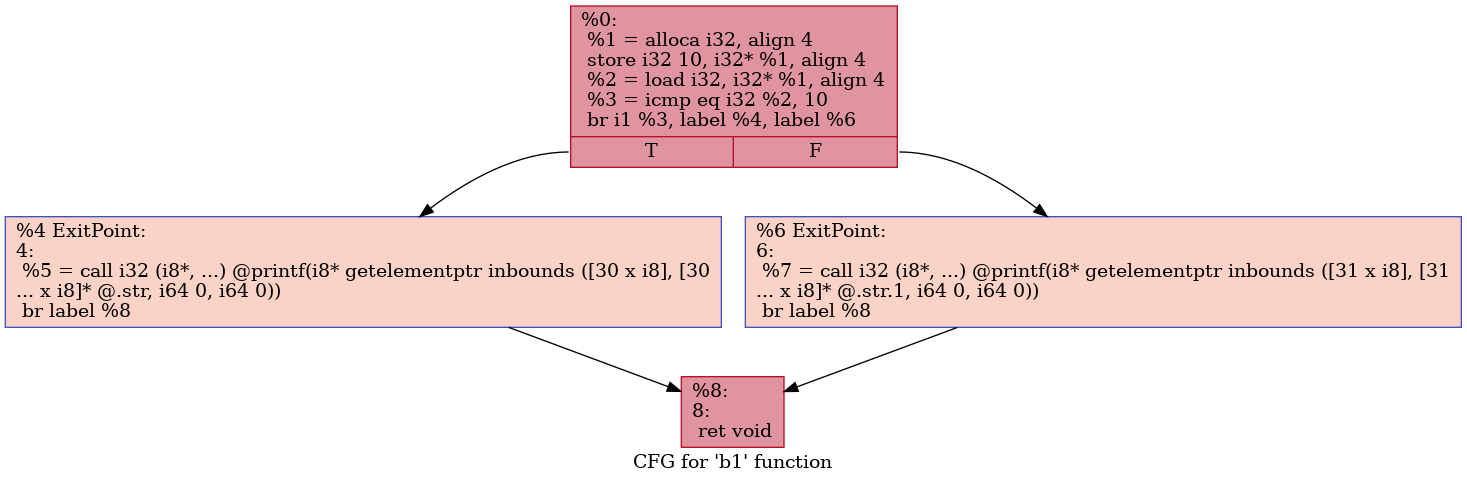 %0:
%1 = alloca i32, align 4
store i32 10, i32* %1, align 4
%2 = load i32, i32* %1, align 4
%3 = icmp eq i32 %2, 10
br i1 %3, label %4, label %6
T
F
%4 ExitPoint:
4:
%5 = call i32 (i8*, ...) @printf(i8* getelementptr inbounds ([30 x i8], [30
... x i8]* @.str, i64 0, i64 0))
br label %8
%6 ExitPoint:
6:
%7 = call i32 (i8*, ...) @printf(i8* getelementptr inbounds ([31 x i8], [31
... x i8]* @.str.1, i64 0, i64 0))
br label %8
%8:
8:
ret void
CFG for 'b1' function